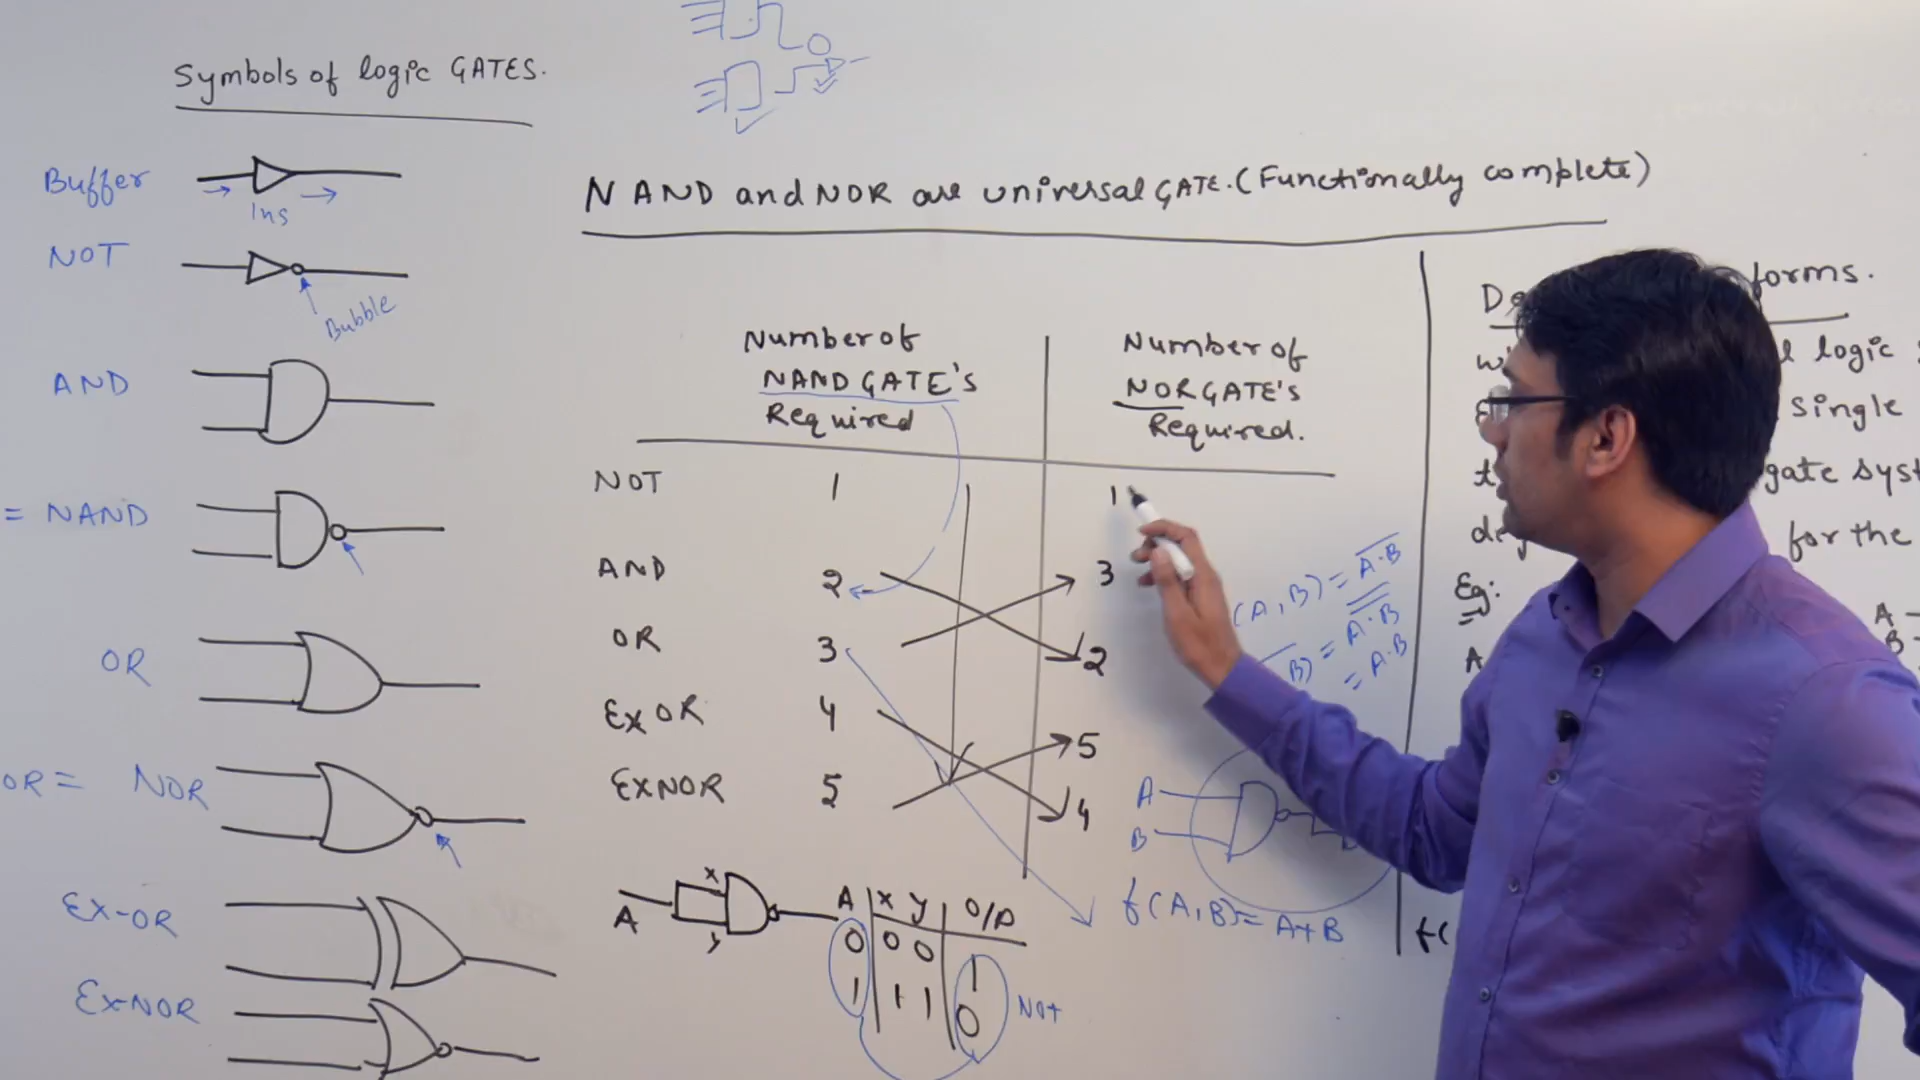 Symbols of logic GATES.
Buffer
Ins
NOT
Bubble
AND
= NAND
OR
OR = NOR
EX-OR
EX-NOR
NAND and NOR are universal GATE. (Functionally complete)
Number of
NAND GATE's
Required
Number of
NOR GATE's
Required.
NOT 1 1
AND 2 3
OR 3 2
EXOR 4 5
EXNOR 5 4
A x y
A x y O/P
0 0 0 1
1 1 1 0
Not
(A,B) = A·B
B) = A·B
= A·B
A
B
f(A,B) = A+B
forms.
logic
single
gate
for the
Eg:
A
B
A
f(